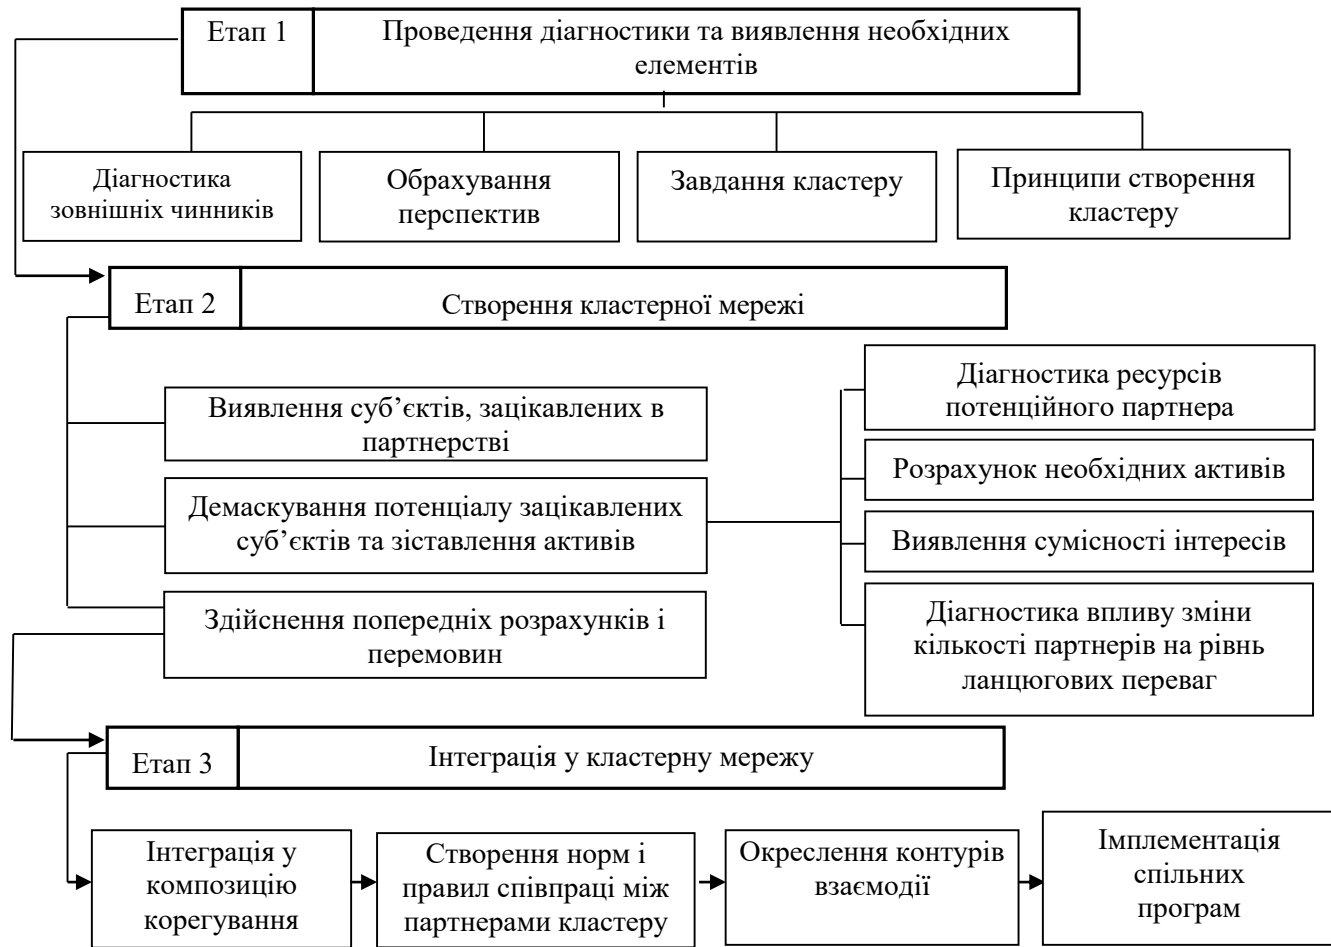 Етап 1
Проведення діагностики та виявлення необхідних
елементів
Діагностика
зовнішніх чинників
Обрахування
перспектив
Завдання кластеру
Принципи створення
кластеру
Етап 2
Створення кластерної мережі
Виявлення суб’єктів, зацікавлених в
партнерстві
Демаскування потенціалу зацікавлених
суб’єктів та зіставлення активів
Здійснення попередніх розрахунків і
перемовин
Діагностика ресурсів
потенційного партнера
Розрахунок необхідних активів
Виявлення сумісності інтересів
Діагностика впливу зміни
кількості партнерів на рівнь
ланцюгових переваг
Етап 3
Інтеграція у кластерну мережу
Інтеграція у
композицію
корегування
Створення норм і
правил співпраці між
партнерами кластеру
Окреслення контурів
взаємодії
Імплементація
спільних
програм